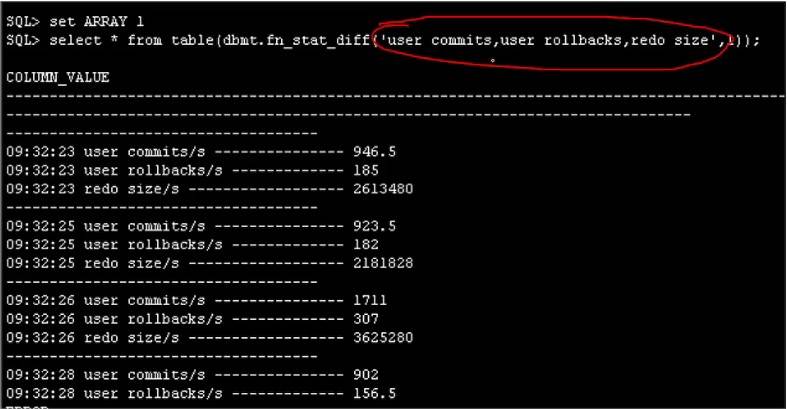 SQL> set ARRAY 1
SQL> select * from table(dbmt.fn_stat_diff('user commits,user rollbacks,redo size',1));
COLUMN_VALUE
--------------------------------------------------------------------------------
----------------------------------------------------------------------
--------------------------------
09:32:23 user commits/s --------------- 946.5
09:32:23 user rollbacks/s ------------- 185
09:32:23 redo size/s ------------------ 2613480
--------------------------------
09:32:25 user commits/s --------------- 923.5
09:32:25 user rollbacks/s ------------- 182
09:32:25 redo size/s ------------------ 2181828
--------------------------------
09:32:26 user commits/s --------------- 1711
09:32:26 user rollbacks/s ------------- 307
09:32:26 redo size/s ------------------ 3625280
--------------------------------
09:32:28 user commits/s --------------- 902
09:32:28 user rollbacks/s ------------- 156.5